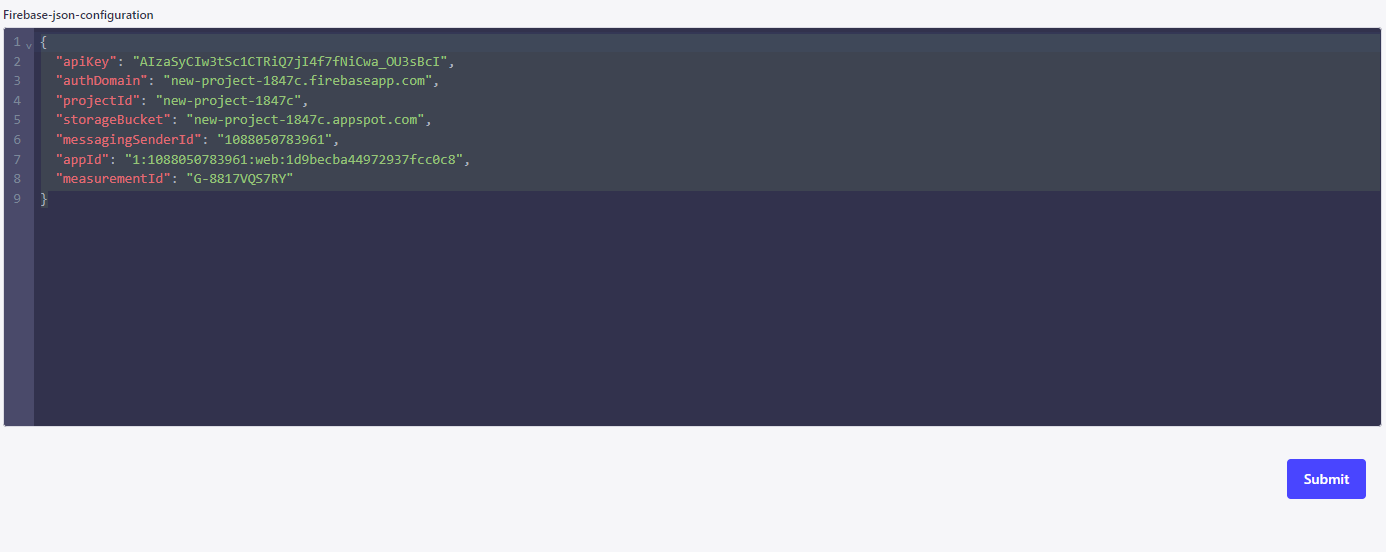 Firebase-json-configuration
1 {
2 "apiKey": "AIzaSyCIw3tSc1CTRiQ7jI4f7fNiCwa_OU3sBcI",
3 "authDomain": "new-project-1847c.firebaseapp.com",
4 "projectId": "new-project-1847c",
5 "storageBucket": "new-project-1847c.appspot.com",
6 "messagingSenderId": "1088050783961",
7 "appId": "1:1088050783961:web:1d9becba44972937fcc0c8",
8 "measurementId": "G-8817VQS7RY"
9 }
Submit